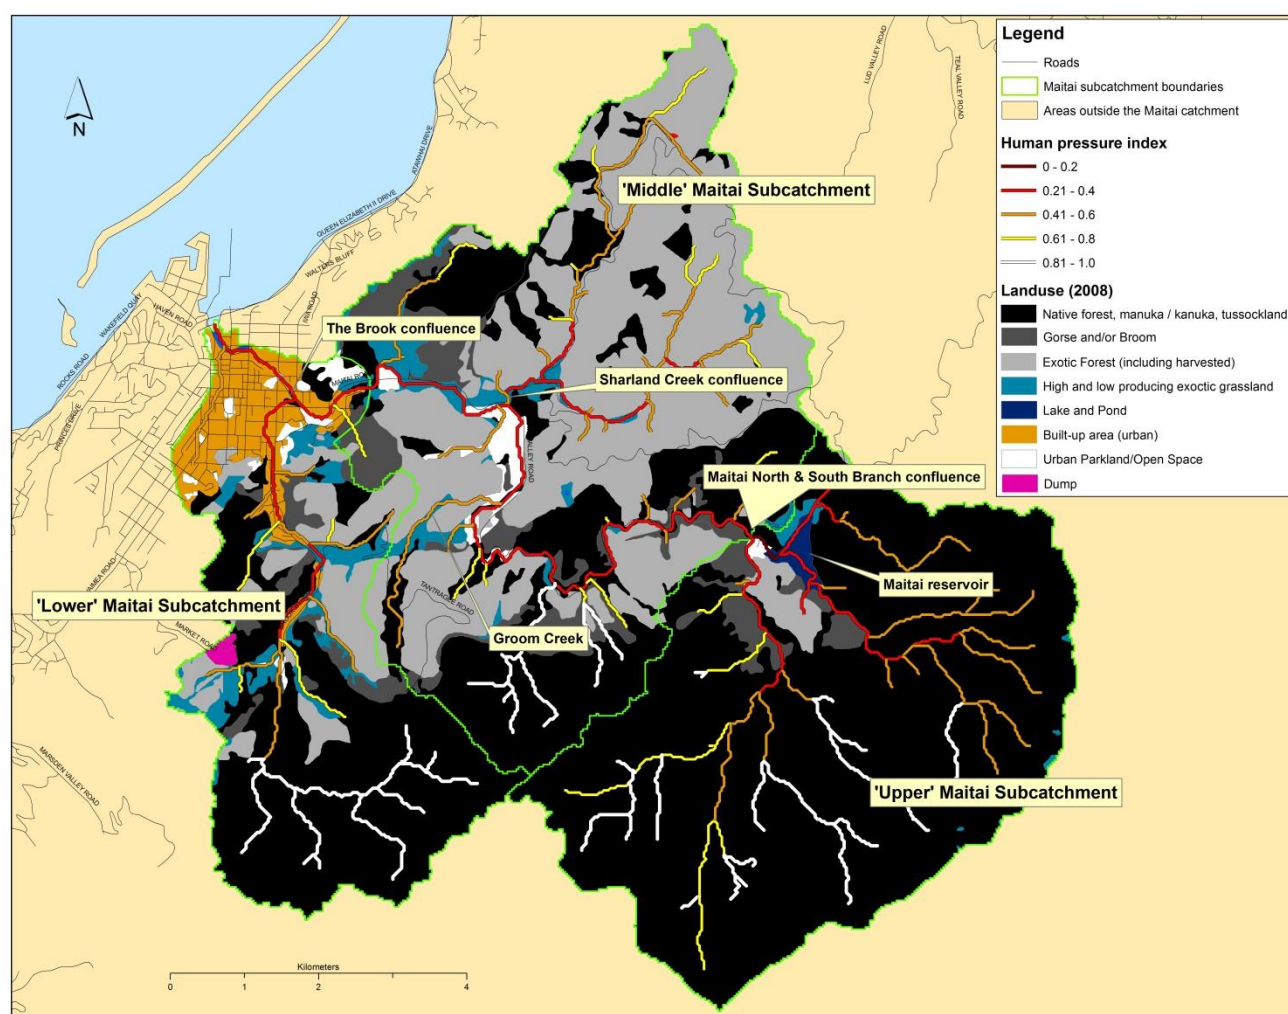 Legend
Roads
Maitai subcatchment boundaries
Areas outside the Maitai catchment
Human pressure index
0 - 0.2
0.21 - 0.4
0.41 - 0.6
0.61 - 0.8
0.81 - 1.0
Landuse (2008)
Native forest, manuka / kanuka, tussockland
Gorse and/or Broom
Exotic Forest (including harvested)
High and low producing exoctic grassland
Lake and Pond
Built-up area (urban)
Urban Parkland/Open Space
Dump
N
LUD VALLEY ROAD
TEAL VALLEY ROAD
ATAWHAI DRIVE
QUEEN ELIZABETH II DRIVE
WALTERS BLUFF
'Middle' Maitai Subcatchment
WAKEFIELD QUAY
HAVEN ROAD
ROCKS ROAD
The Brook confluence
Sharland Creek confluence
PRINCES DRIVE
VALLEY ROAD
Maitai North & South Branch confluence
Maitai reservoir
'Lower' Maitai Subcatchment
TANTRAGEE ROAD
MARKET ROAD
Groom Creek
MARSDEN VALLEY ROAD
'Upper' Maitai Subcatchment
Kilometers
0 1 2 4